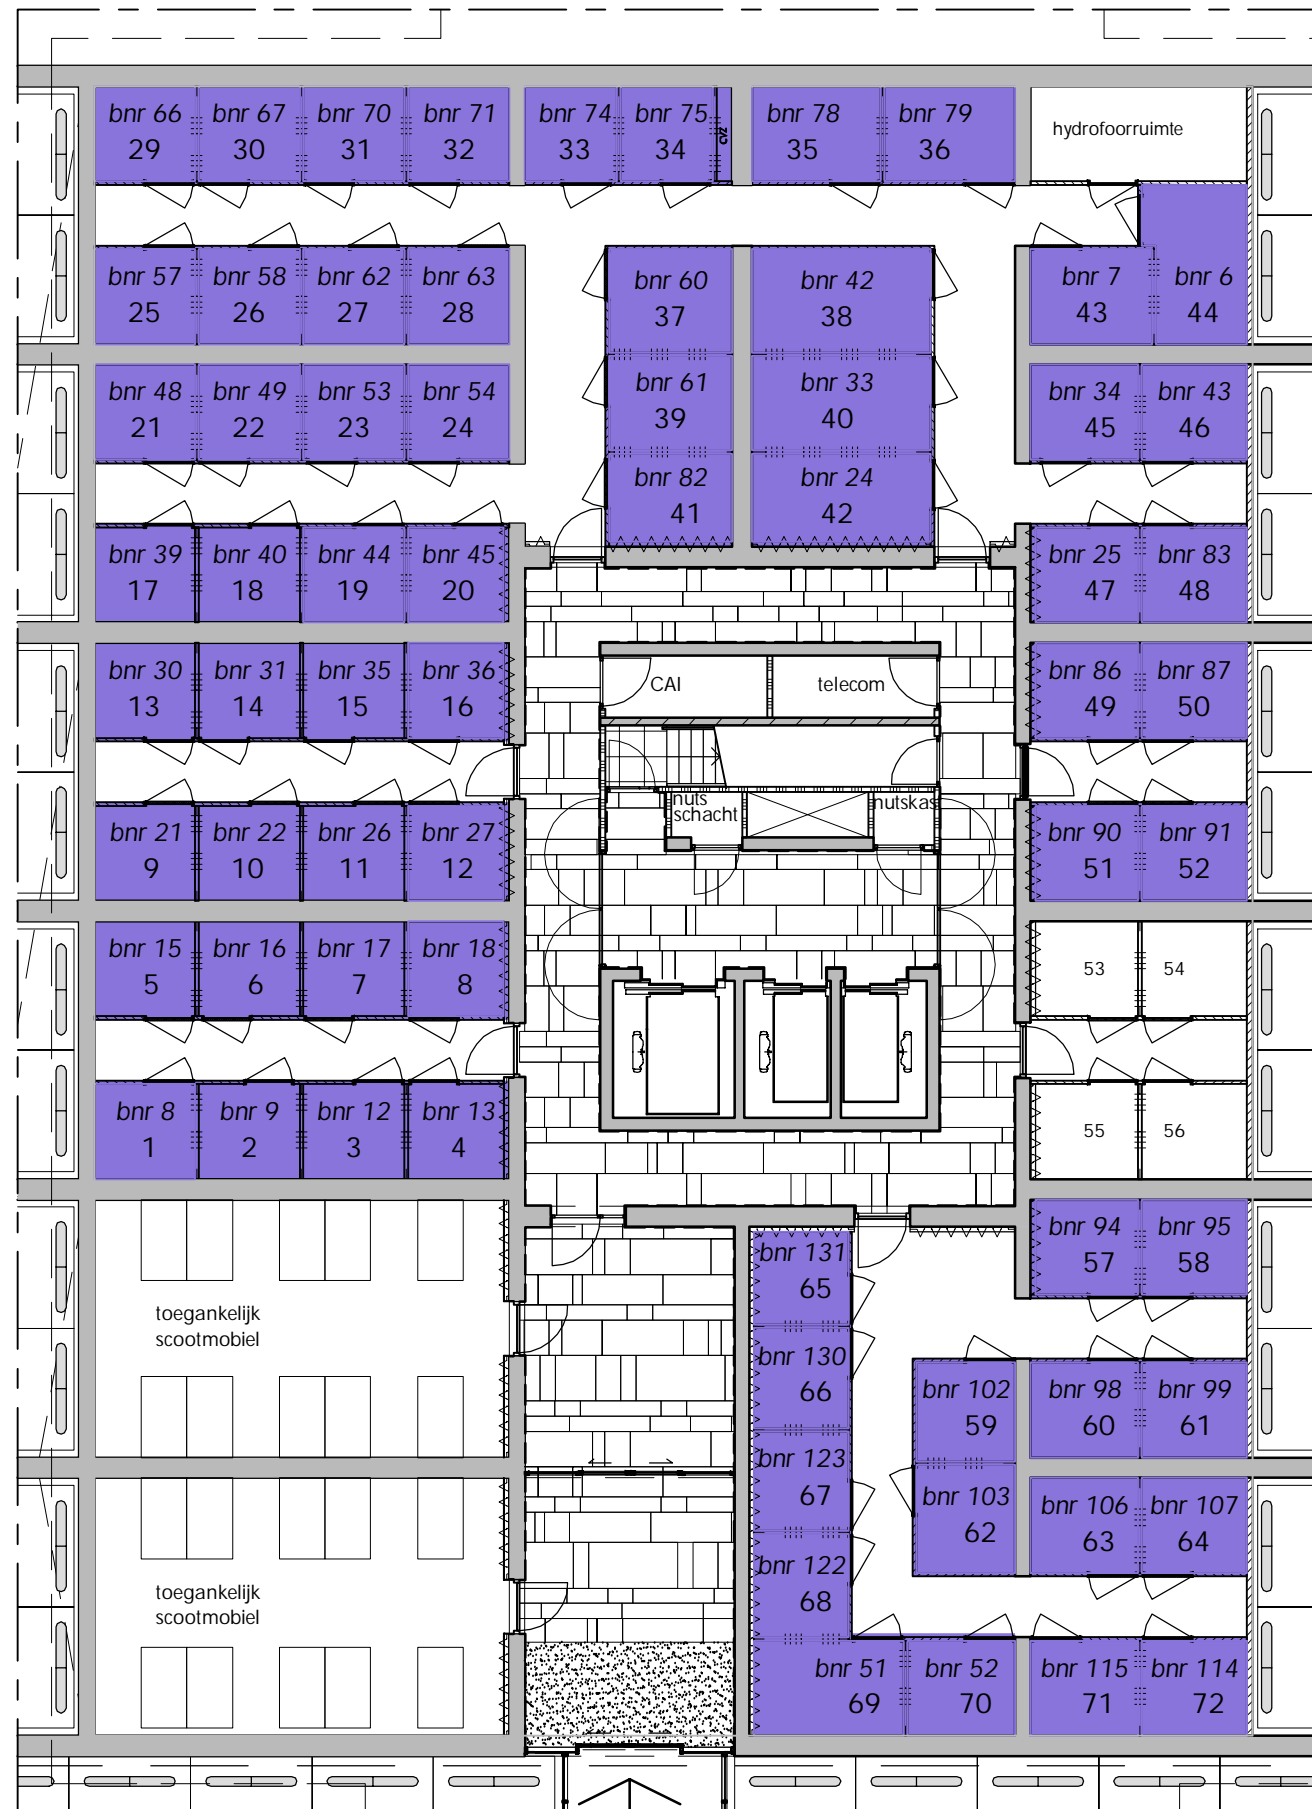 bnr 66 bnr 67 bnr 70 bnr 71 bnr 74 bnr 75 cv2 bnr 78 bnr 79 hydrofoorruimte
29 30 31 32 33 34 35 36
bnr 57 bnr 58 bnr 62 bnr 63 bnr 60 bnr 42 bnr 7 bnr 6
25 26 27 28 37 38 43 44
bnr 48 bnr 49 bnr 53 bnr 54 bnr 61 bnr 33 bnr 34 bnr 43
21 22 23 24 39 40 45 46
bnr 82 bnr 24
41 42
bnr 39 bnr 40 bnr 44 bnr 45 bnr 25 bnr 83
17 18 19 20 47 48
bnr 30 bnr 31 bnr 35 bnr 36 CAI telecom bnr 86 bnr 87
13 14 15 16 49 50
nuts nutskas
schacht
bnr 21 bnr 22 bnr 26 bnr 27 bnr 90 bnr 91
9 10 11 12 51 52
bnr 15 bnr 16 bnr 17 bnr 18
5 6 7 8 53 54
bnr 8 bnr 9 bnr 12 bnr 13
1 2 3 4 55 56
bnr 131 bnr 94 bnr 95
65 57 58
toegankelijk
scootmobiel
bnr 130 bnr 102 bnr 98 bnr 99
66 59 60 61
bnr 123 bnr 103 bnr 106 bnr 107
67 62 63 64
bnr 122
68
toegankelijk
scootmobiel
bnr 51 bnr 52 bnr 115 bnr 114
69 70 71 72